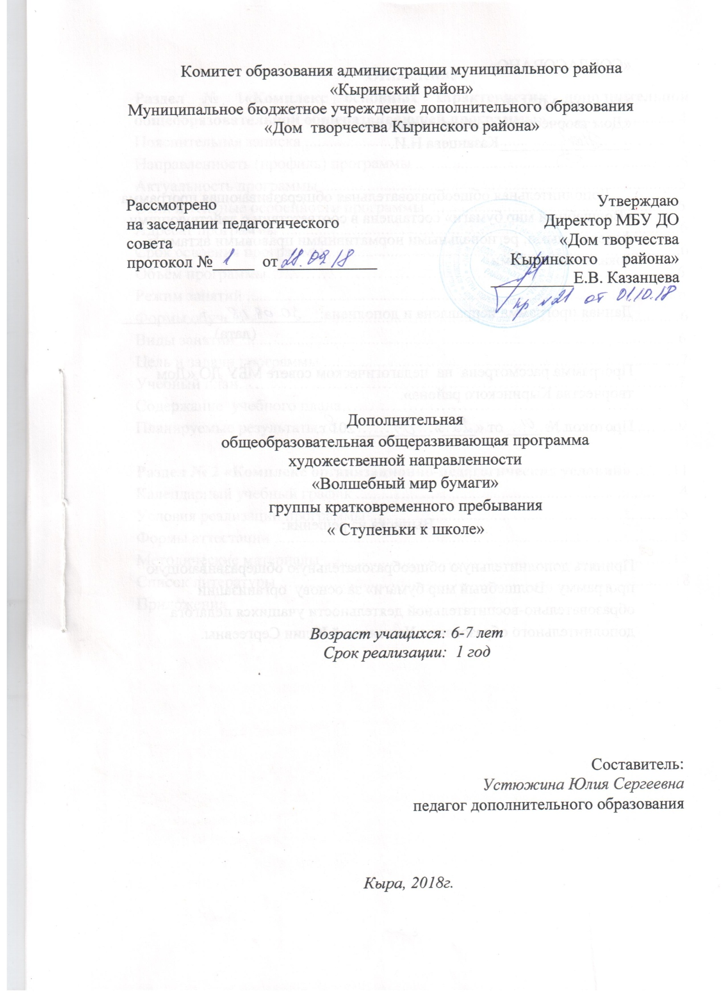 Комитет образования администрации муниципального района
«Кыринский район»
Муниципальное бюджетное учреждение дополнительного образования
«Дом творчества Кыринского района»
Рассмотрено
на заседании педагогического
совета
протокол № 1 от 28.09.18
Утверждаю
Директор МБУ ДО
«Дом творчества
Кыринского района»
Е.В. Казанцева
пр №21 от 01.10.18
Дополнительная
общеобразовательная общеразвивающая программа
художественной направленности
«Волшебный мир бумаги»
группы кратковременного пребывания
« Ступеньки к школе»
Возраст учащихся: 6-7 лет
Срок реализации: 1 год
Составитель:
Устюжина Юлия Сергеевна
педагог дополнительного образования
Кыра, 2018г.